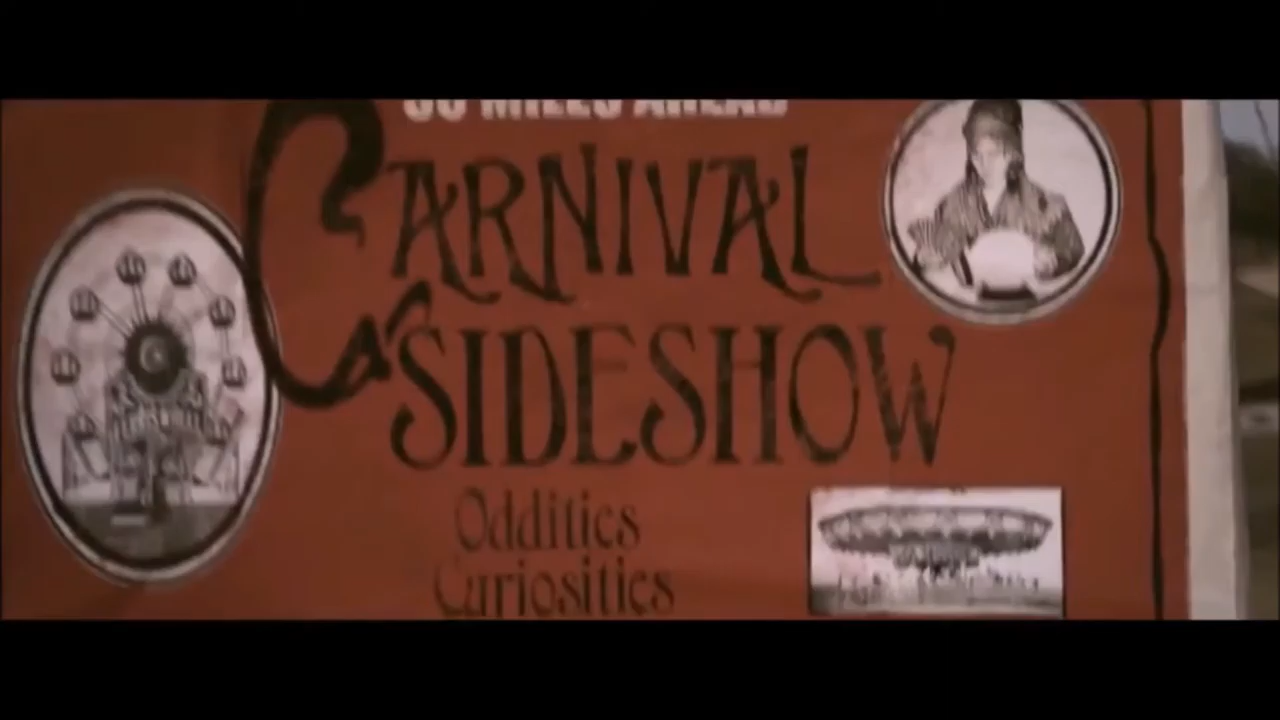 MILES AHEAD
CARNIVAL
SIDESHOW
Oddities
Curiosities